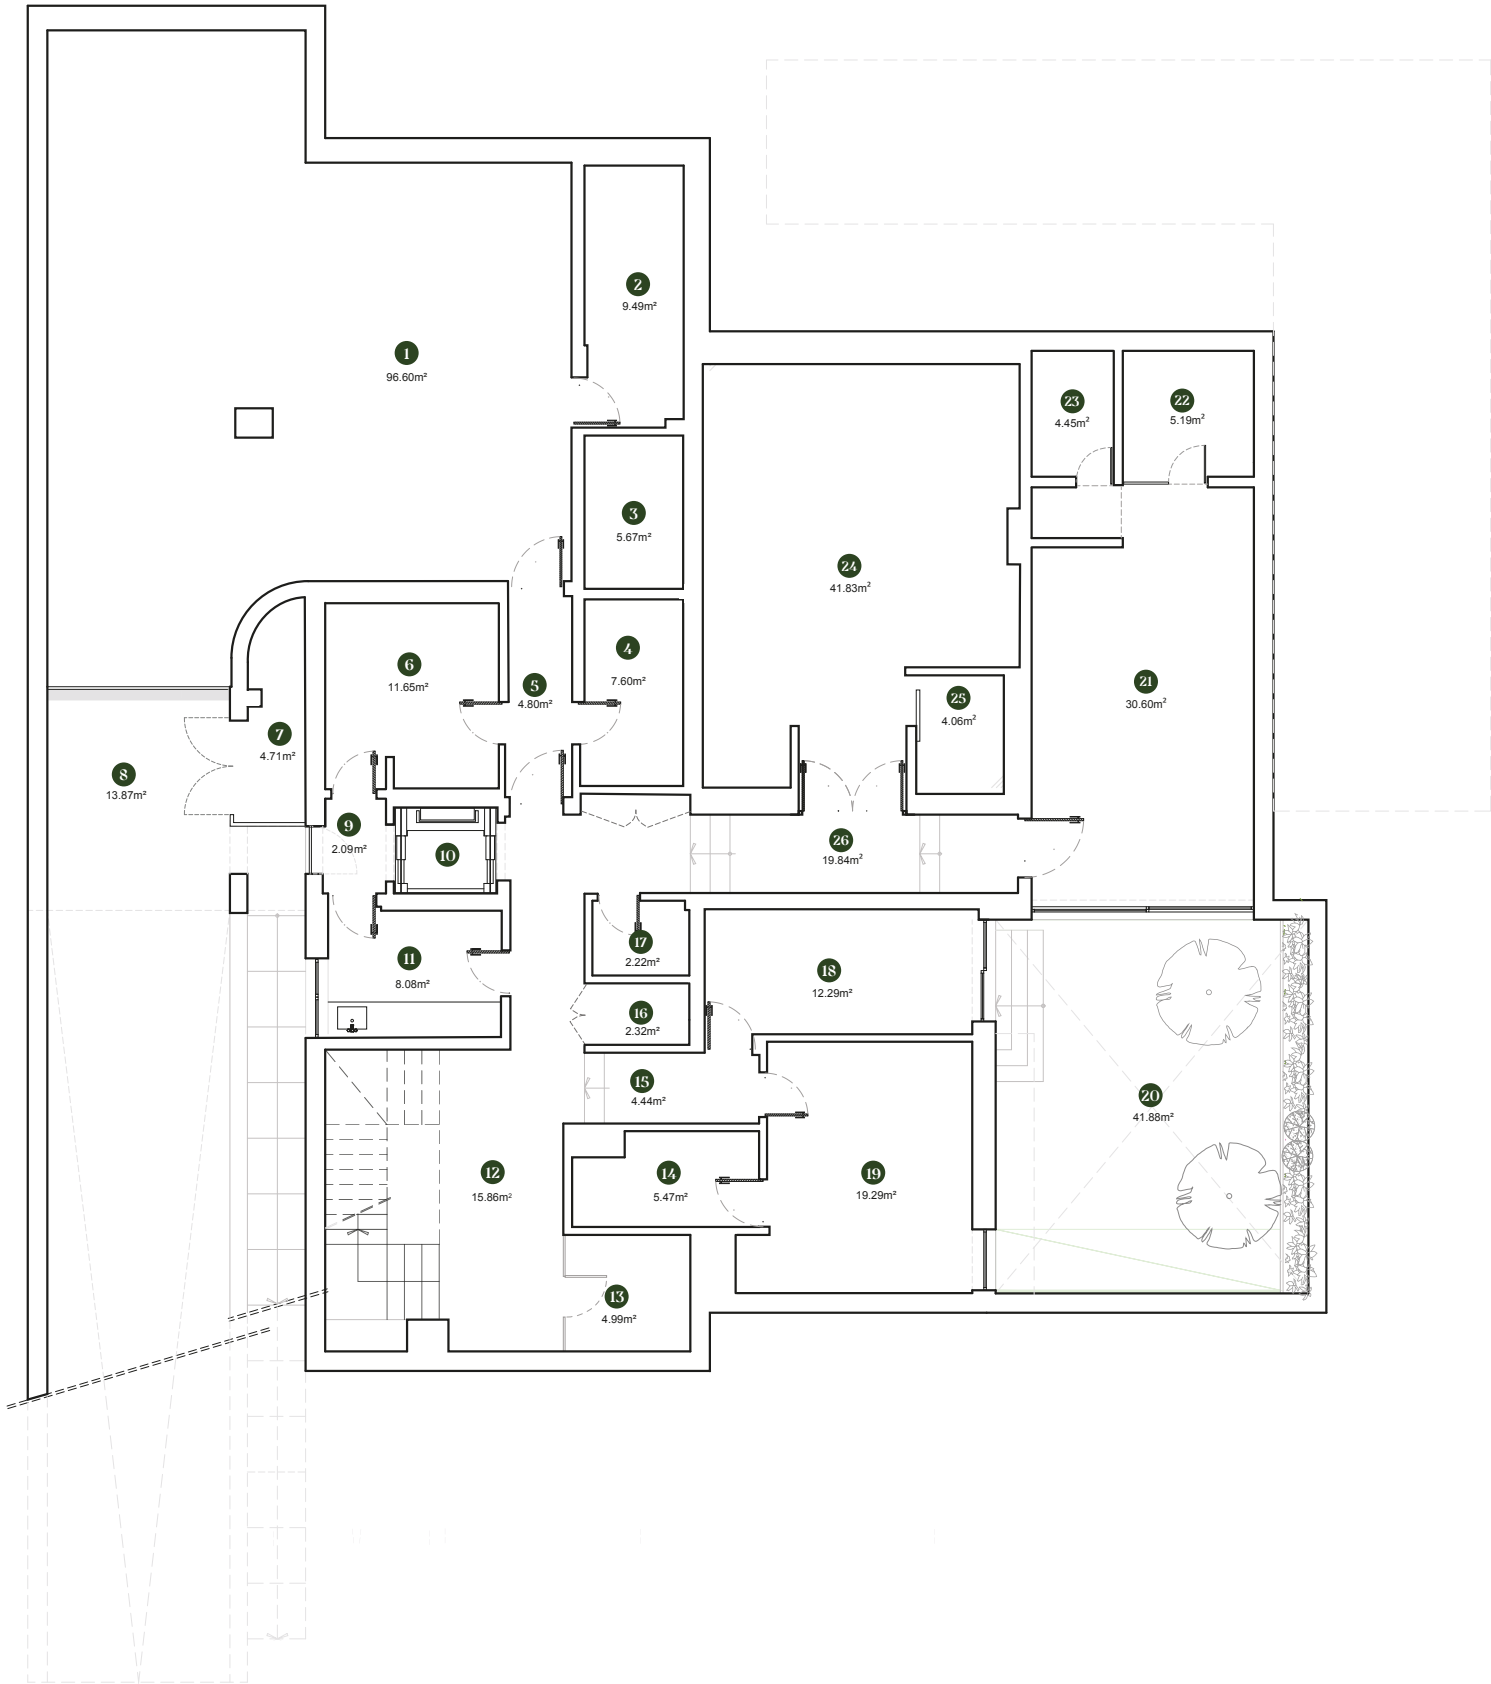 1
96.60m²
2
9.49m²
3
5.67m²
4
7.60m²
5
4.80m²
6
11.65m²
7
4.71m²
8
13.87m²
9
2.09m²
10
11
8.08m²
12
15.86m²
13
4.99m²
14
5.47m²
15
4.44m²
16
2.32m²
17
2.22m²
18
12.29m²
19
19.29m²
20
41.88m²
21
30.60m²
22
5.19m²
23
4.45m²
24
41.83m²
25
4.06m²
26
19.84m²